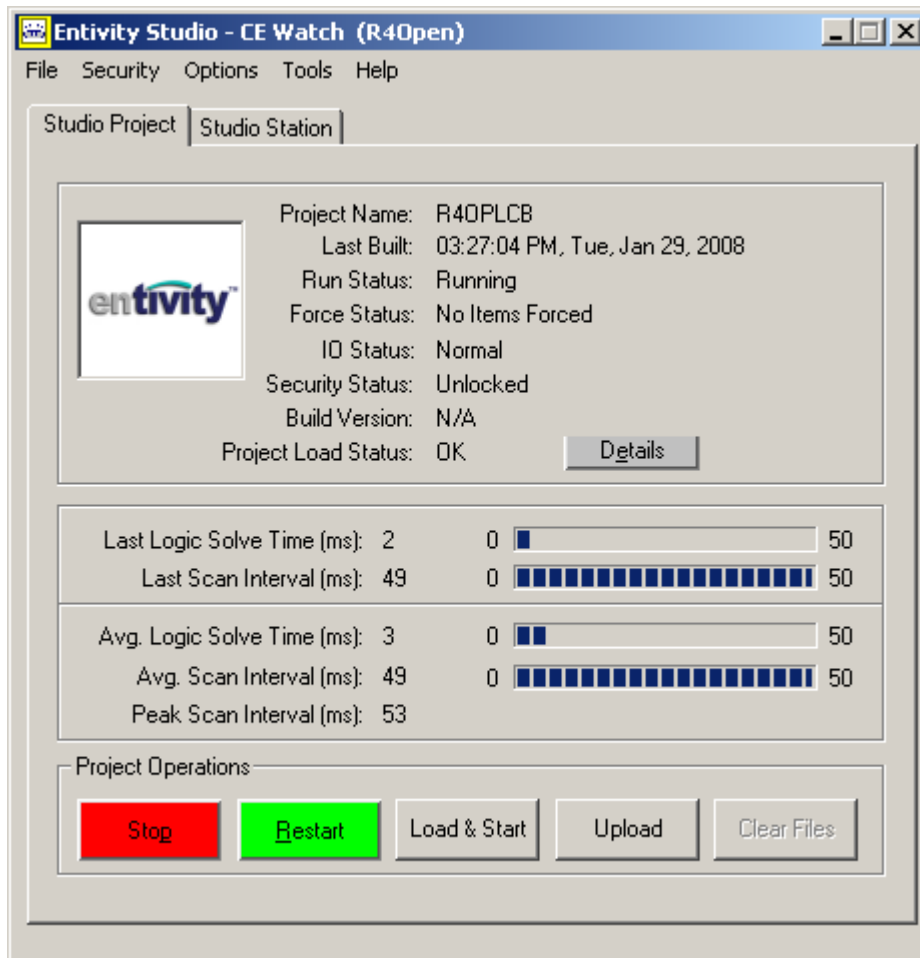 Entivity Studio - CE Watch (R4Open)
File Security Options Tools Help
Studio Project Studio Station
entivity™
Project Name: R4OPLCB
Last Built: 03:27:04 PM, Tue, Jan 29, 2008
Run Status: Running
Force Status: No Items Forced
IO Status: Normal
Security Status: Unlocked
Build Version: N/A
Project Load Status: OK Details
Last Logic Solve Time (ms): 2 0 50
Last Scan Interval (ms): 49 0 50
Avg. Logic Solve Time (ms): 3 0 50
Avg. Scan Interval (ms): 49 0 50
Peak Scan Interval (ms): 53
Project Operations
Stop Restart Load & Start Upload Clear Files